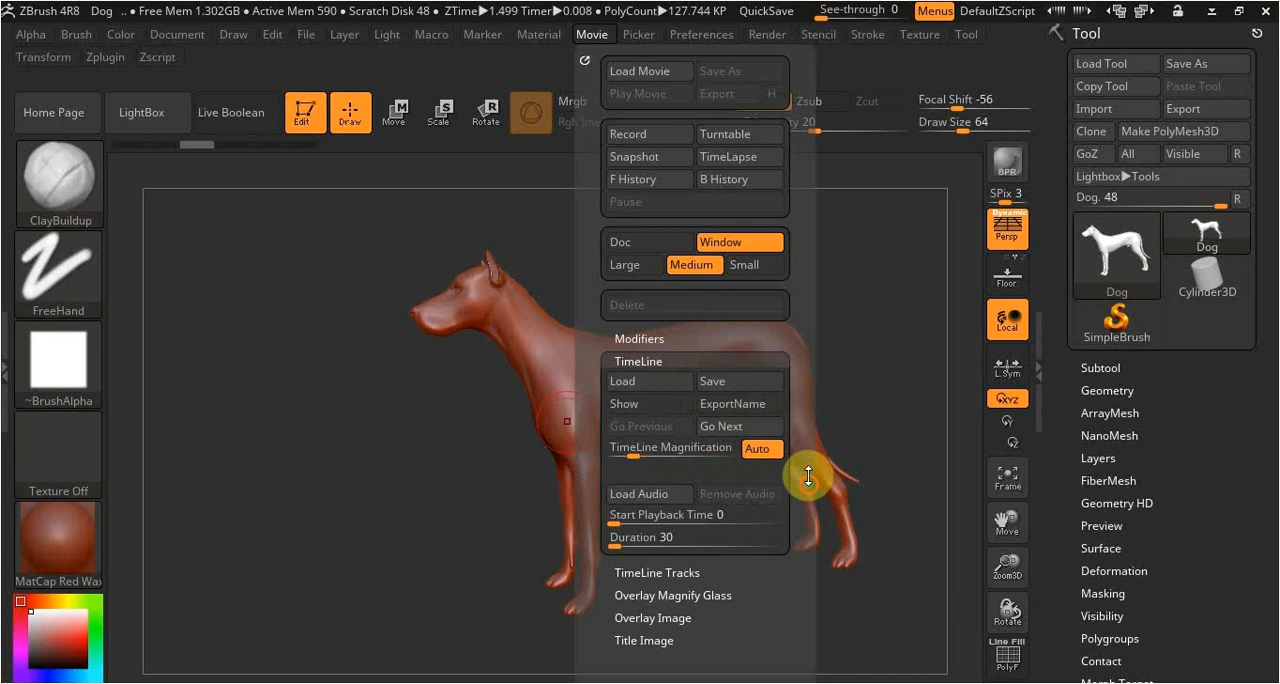 ZBrush 4R8 Dog .. • Free Mem 1.302GB • Active Mem 590 • Scratch Disk 48 • ZTime▶1.499 Timer▶0.008 • PolyCount▶127.744 KP QuickSave See-through 0 Menus DefaultZScript
Alpha Brush Color Document Draw Edit File Layer Light Macro Marker Material Movie Picker Preferences Render Stencil Stroke Texture Tool
Transform Zplugin Zscript
Home Page LightBox Live Boolean Edit Draw Move Scale Rotate Mrgb Zsub Zcut Focal Shift -56
20 Draw Size 64
Load Movie Save As
Play Movie Export H
Record Turntable
Snapshot TimeLapse
F History B History
Pause
Doc Window
Large Medium Small
Delete
Modifiers
TimeLine
Load Save
Show ExportName
Go Previous Go Next
TimeLine Magnification Auto
Load Audio Remove Audio
Start Playback Time 0
Duration 30
TimeLine Tracks
Overlay Magnify Glass
Overlay Image
Title Image
ClayBuildup
FreeHand
~BrushAlpha
Texture Off
MatCap Red Wax
BPR
SPix 3
Dynamic
Persp
Floor
Local
L.Sym
XYZ
Y
Z
Frame
Move
Zoom3D
Rotate
Line Fill
PolyF
Tool
Load Tool Save As
Copy Tool Paste Tool
Import Export
Clone Make PolyMesh3D
GoZ All Visible R
Lightbox▶Tools
Dog. 48 R
Dog
Dog Cylinder3D
SimpleBrush
Subtool
Geometry
ArrayMesh
NanoMesh
Layers
FiberMesh
Geometry HD
Preview
Surface
Deformation
Masking
Visibility
Polygroups
Contact
Morph Target